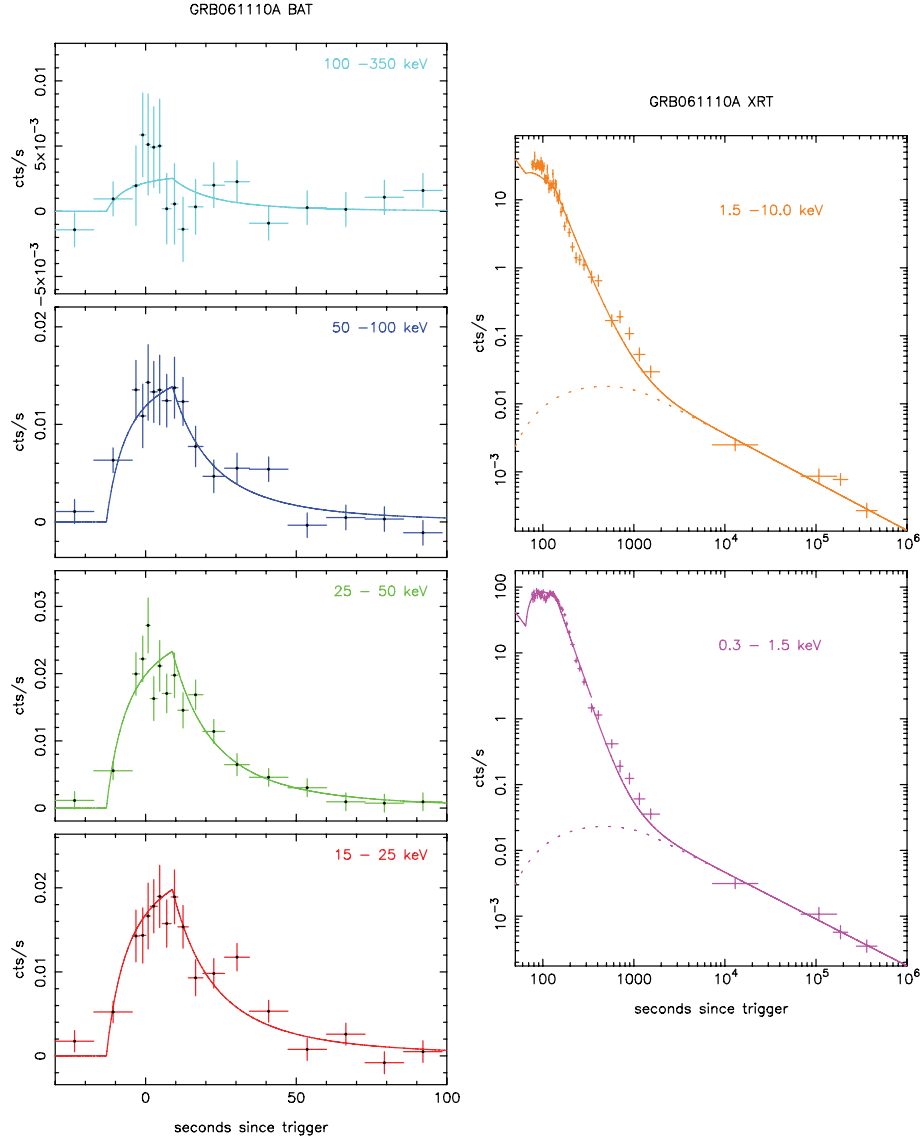 GRB061110A BAT
100 −350 keV
cts/s
0.01
5×10⁻³
0
−5×10⁻³
50 −100 keV
cts/s
0.02
0.01
0
25 − 50 keV
cts/s
0.03
0.02
0.01
0
15 − 25 keV
cts/s
0.02
0.01
0
0 50 100
seconds since trigger
GRB061110A XRT
1.5 −10.0 keV
cts/s
10
1
0.1
0.01
10⁻³
100 1000 10⁴ 10⁵ 10⁶
0.3 − 1.5 keV
cts/s
100
10
1
0.1
0.01
10⁻³
100 1000 10⁴ 10⁵ 10⁶
seconds since trigger